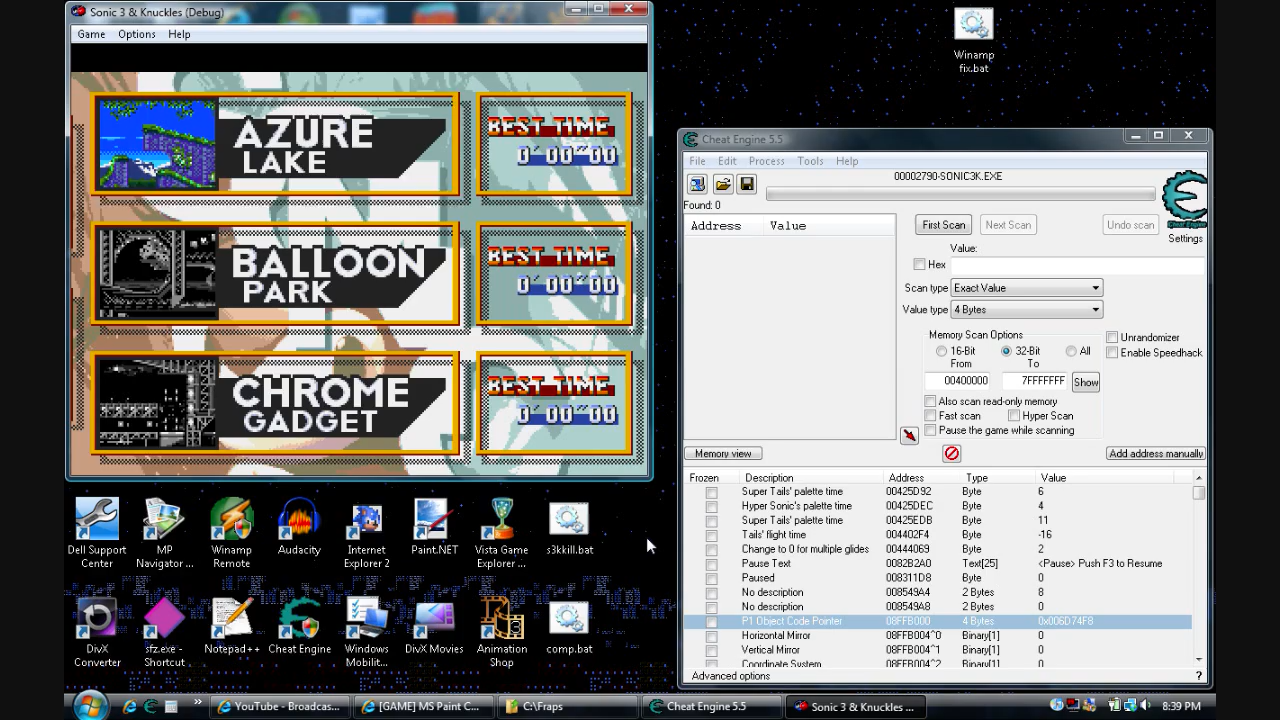 Sonic 3 & Knuckles (Debug)
Game Options Help
AZURE
LAKE
BEST TIME
0'00"00
BALLOON
PARK
BEST TIME
0'00"00
CHROME
GADGET
BEST TIME
0'00"00
Winamp
fix.bat
Cheat Engine 5.5
File Edit Process Tools Help
00002790-SONIC3K.EXE
Found: 0
Cheat Engine
Settings
Address Value
First Scan Next Scan Undo scan
Value:
Hex
Scan type Exact Value
Value type 4 Bytes
Memory Scan Options
16-Bit 32-Bit All
From To
00400000 7FFFFFFF Show
Also scan read-only memory
Fast scan Hyper Scan
Pause the game while scanning
Unrandomizer
Enable Speedhack
Memory view
Add address manually
Frozen Description Address Type Value
Super Tails' palette time 00425D92 Byte 6
Hyper Sonic's palette time 00425DEC Byte 4
Super Tails' palette time 00425EDB Byte 11
Tails' flight time 004402F4 Byte -16
Change to 0 for multiple glides 00444069 Byte 2
Pause Text 0082B2A0 Text[25] <Pause> Push F3 to Resume
Paused 008311D8 Byte 0
No description 008549A4 2 Bytes 8
No description 008549A8 2 Bytes 0
P1 Object Code Pointer 08FFB000 4 Bytes 0x006D74F8
Horizontal Mirror 08FFB004^0 Binary[1] 0
Vertical Mirror 08FFB004^1 Binary[1] 0
Coordinate System 08FFB004^2 Binary[1] 0
Advanced options ?
Dell Support
Center
MP
Navigator ...
Winamp
Remote
Audacity
Internet
Explorer 2
Paint.NET
Vista Game
Explorer ...
s3kkill.bat
DivX
Converter
sfz.exe -
Shortcut
Notepad++
Cheat Engine
Windows
Mobilit...
DivX Movies
Animation
Shop
comp.bat
YouTube - Broadcas...
[GAME] MS Paint C...
C:\Fraps
Cheat Engine 5.5
Sonic 3 & Knuckles ...
8:39 PM